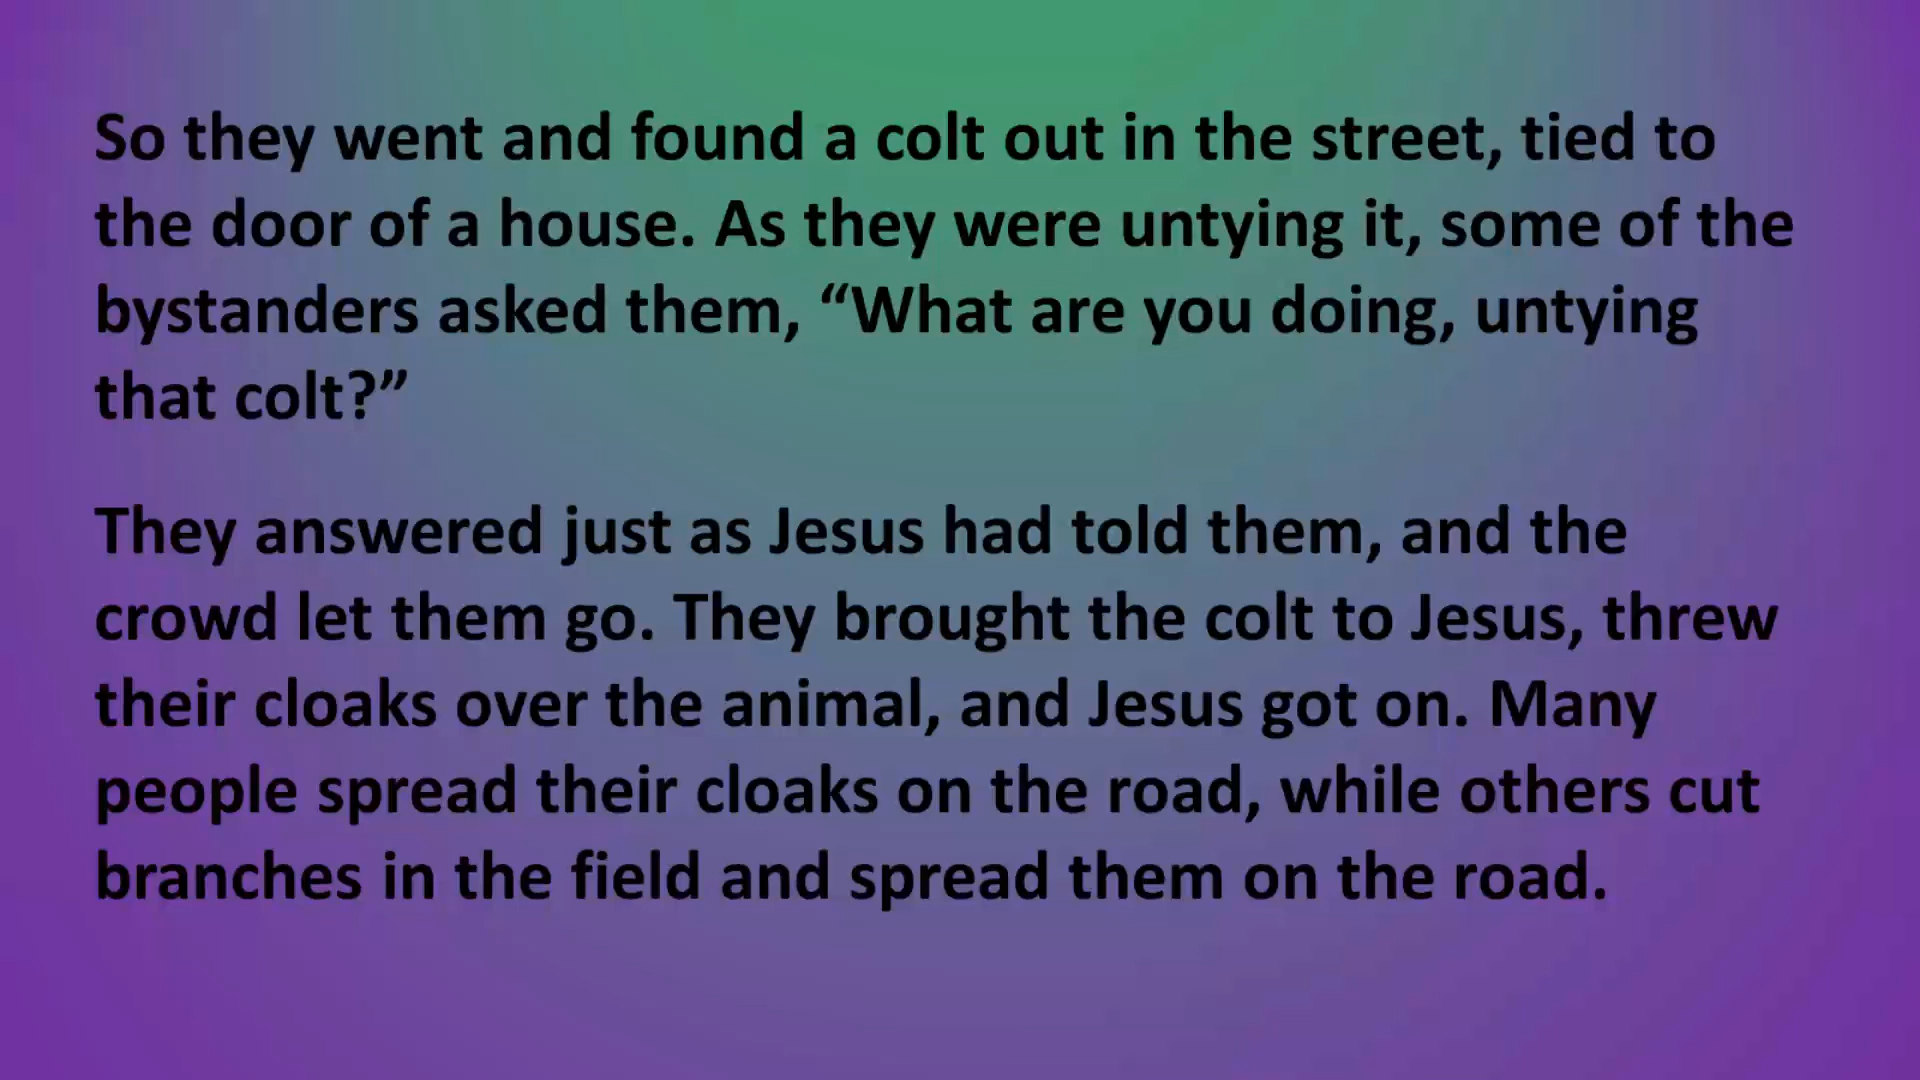 So they went and found a colt out in the street, tied to
the door of a house. As they were untying it, some of the
bystanders asked them, “What are you doing, untying
that colt?”
They answered just as Jesus had told them, and the
crowd let them go. They brought the colt to Jesus, threw
their cloaks over the animal, and Jesus got on. Many
people spread their cloaks on the road, while others cut
branches in the field and spread them on the road.